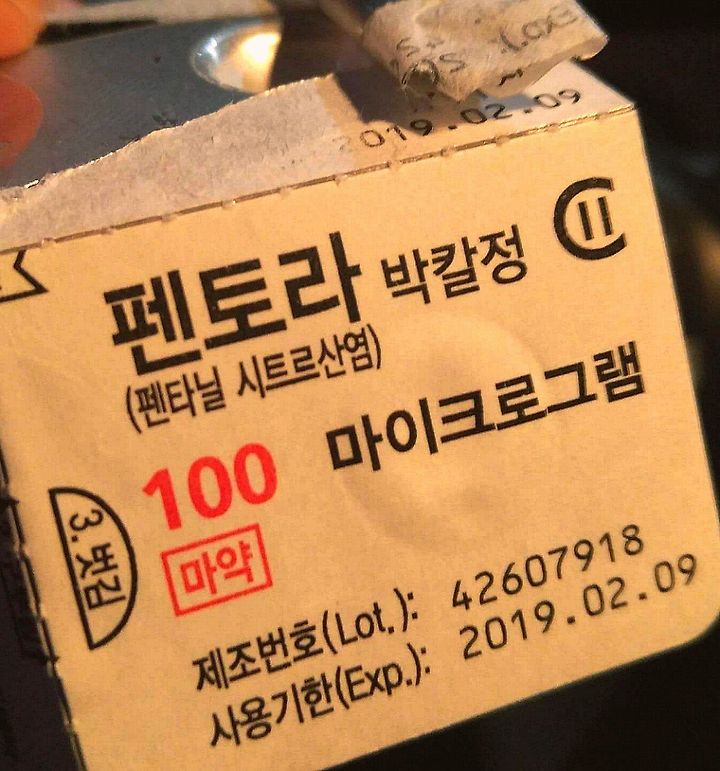 2019.02.09
펜토라 박칼정 CII
(펜타닐 시트르산염)
100 마이크로그램
마약
3. 벗김
제조번호(Lot.): 42607918
사용기한(Exp.): 2019.02.09